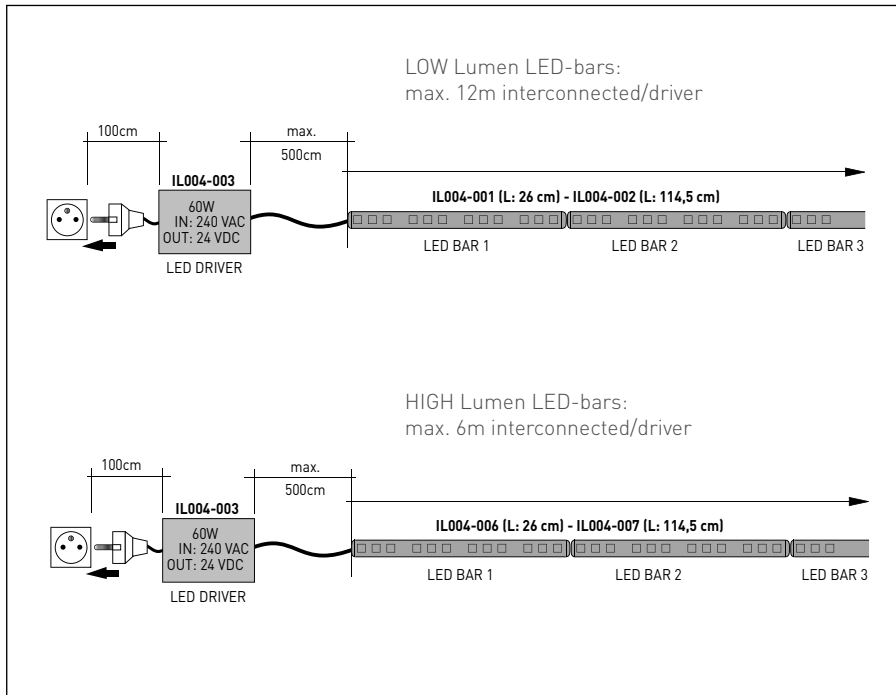 LOW Lumen LED-bars:
max. 12m interconnected/driver
100cm
max.
500cm
IL004-003
60W
IN: 240 VAC
OUT: 24 VDC
LED DRIVER
IL004-001 (L: 26 cm) - IL004-002 (L: 114,5 cm)
LED BAR 1
LED BAR 2
LED BAR 3
HIGH Lumen LED-bars:
max. 6m interconnected/driver
100cm
max.
500cm
IL004-003
60W
IN: 240 VAC
OUT: 24 VDC
LED DRIVER
IL004-006 (L: 26 cm) - IL004-007 (L: 114,5 cm)
LED BAR 1
LED BAR 2
LED BAR 3